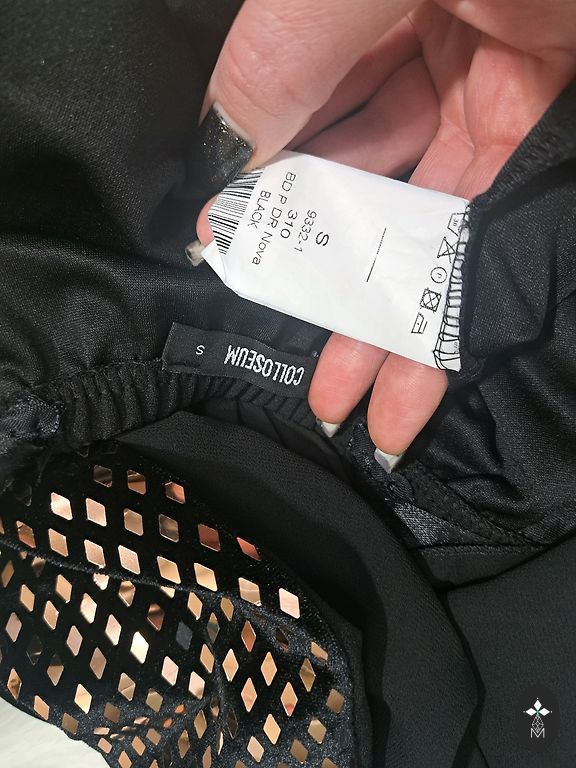 S
9332-1
310
BD P DR Nova
BLACK
COLLOSEUM
S
M